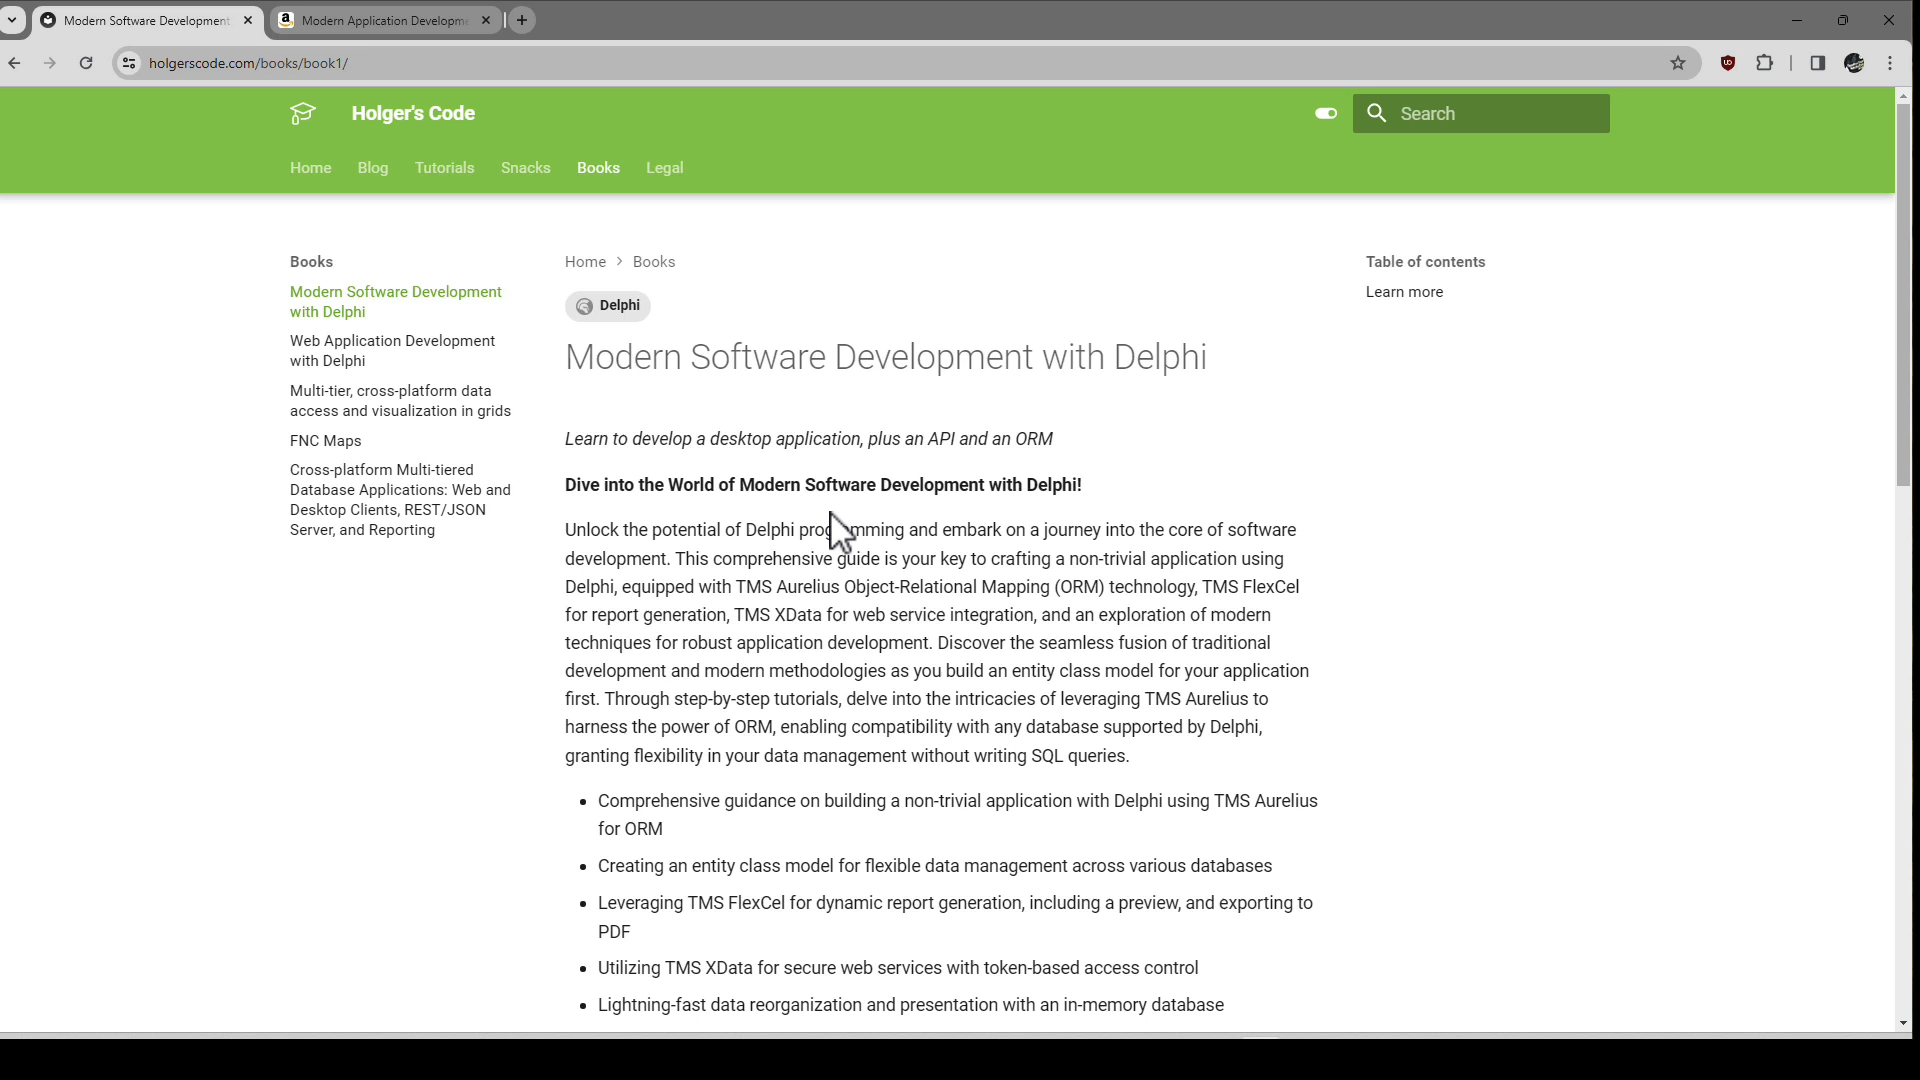 Modern Software Development
Modern Application Developme
holgerscode.com/books/book1/
Holger's Code
Search
Home
Blog
Tutorials
Snacks
Books
Legal
Books
Modern Software Development
with Delphi
Web Application Development
with Delphi
Multi-tier, cross-platform data
access and visualization in grids
FNC Maps
Cross-platform Multi-tiered
Database Applications: Web and
Desktop Clients, REST/JSON
Server, and Reporting
Home > Books
Delphi
Modern Software Development with Delphi
Learn to develop a desktop application, plus an API and an ORM
Dive into the World of Modern Software Development with Delphi!
Unlock the potential of Delphi programming and embark on a journey into the core of software
development. This comprehensive guide is your key to crafting a non-trivial application using
Delphi, equipped with TMS Aurelius Object-Relational Mapping (ORM) technology, TMS FlexCel
for report generation, TMS XData for web service integration, and an exploration of modern
techniques for robust application development. Discover the seamless fusion of traditional
development and modern methodologies as you build an entity class model for your application
first. Through step-by-step tutorials, delve into the intricacies of leveraging TMS Aurelius to
harness the power of ORM, enabling compatibility with any database supported by Delphi,
granting flexibility in your data management without writing SQL queries.
• Comprehensive guidance on building a non-trivial application with Delphi using TMS Aurelius
for ORM
• Creating an entity class model for flexible data management across various databases
• Leveraging TMS FlexCel for dynamic report generation, including a preview, and exporting to
PDF
• Utilizing TMS XData for secure web services with token-based access control
• Lightning-fast data reorganization and presentation with an in-memory database
Table of contents
Learn more